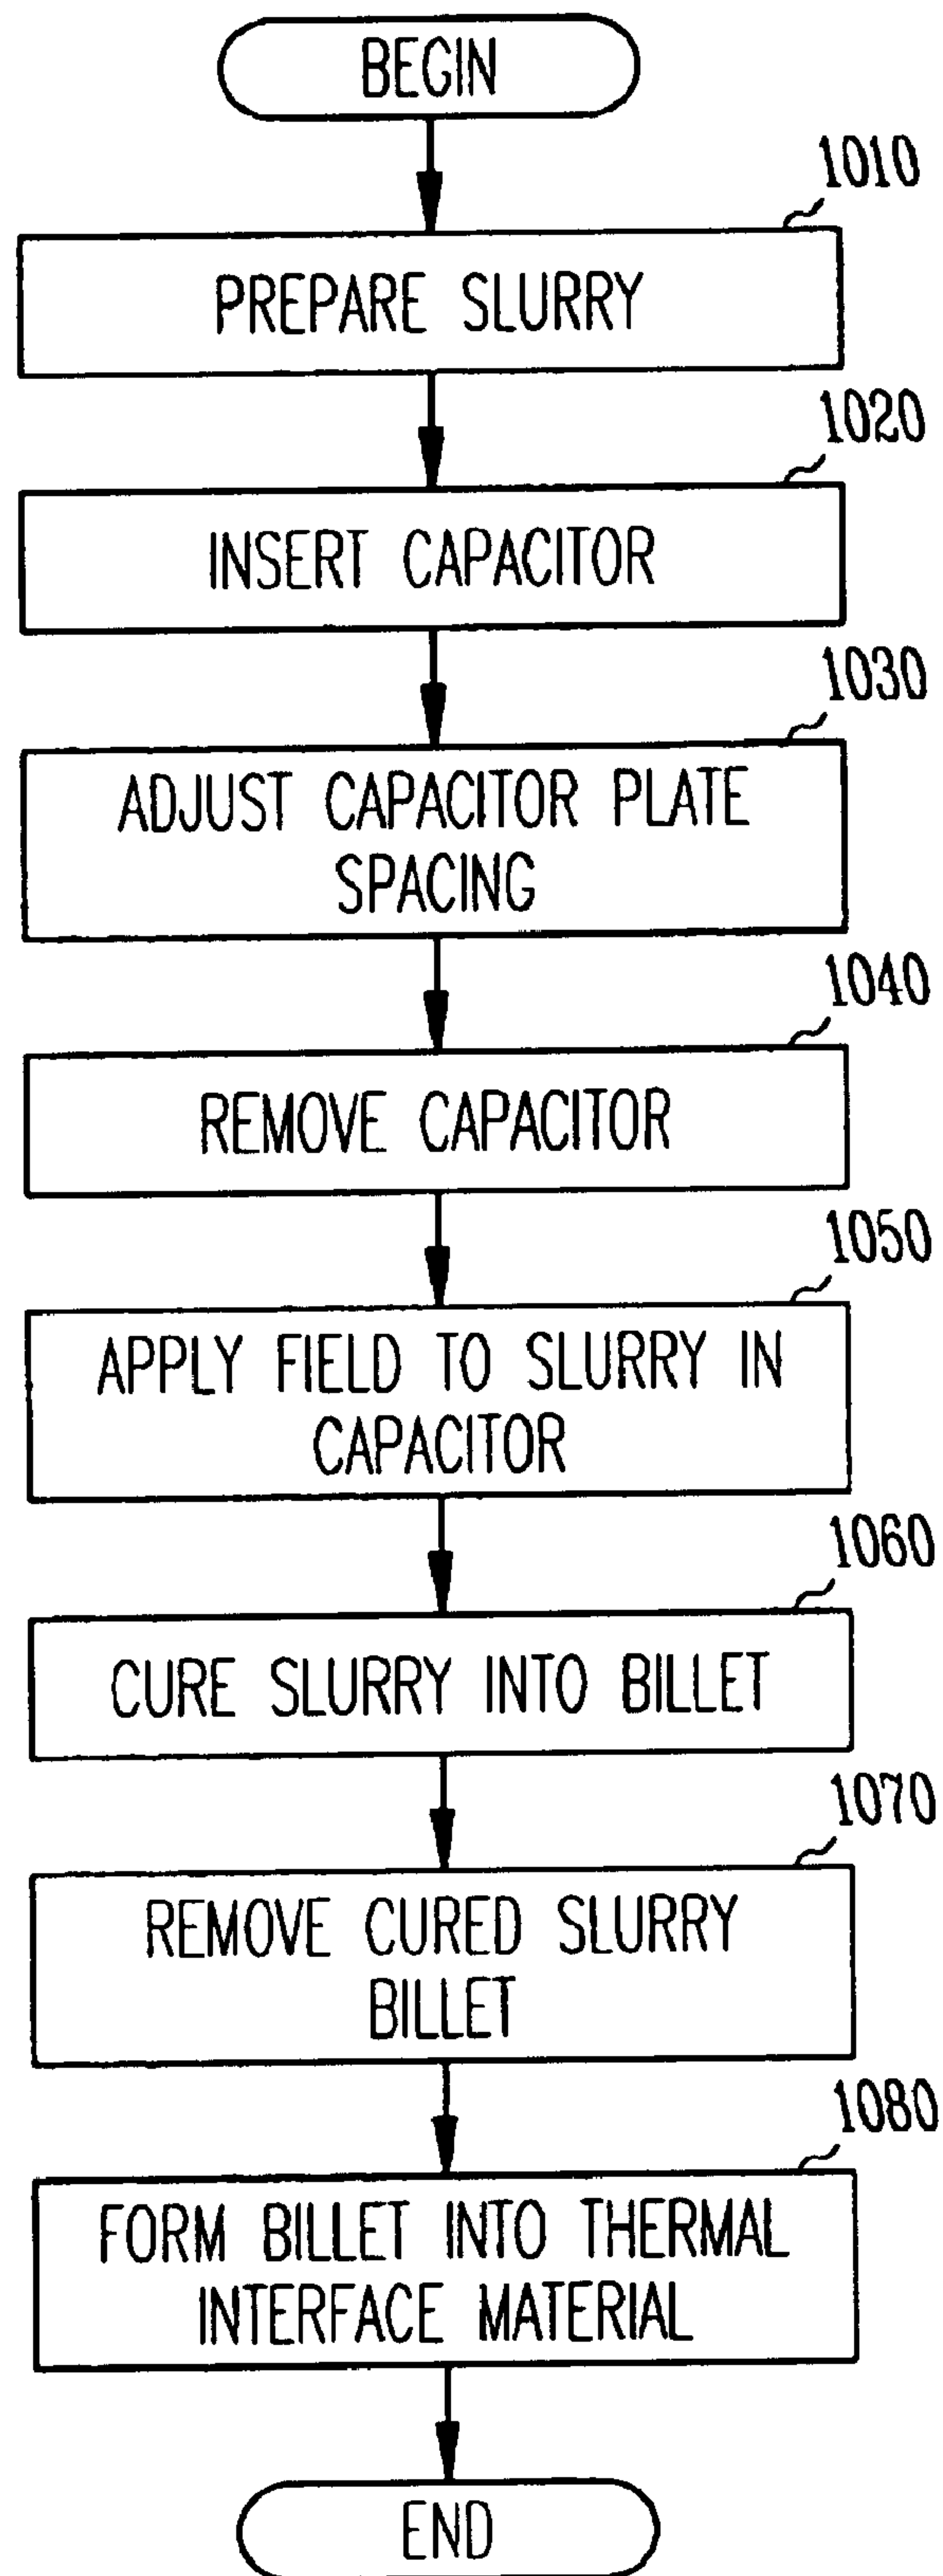 BEGIN
1010
PREPARE SLURRY
1020
INSERT CAPACITOR
1030
ADJUST CAPACITOR PLATE
SPACING
1040
REMOVE CAPACITOR
1050
APPLY FIELD TO SLURRY IN
CAPACITOR
1060
CURE SLURRY INTO BILLET
1070
REMOVE CURED SLURRY
BILLET
1080
FORM BILLET INTO THERMAL
INTERFACE MATERIAL
END